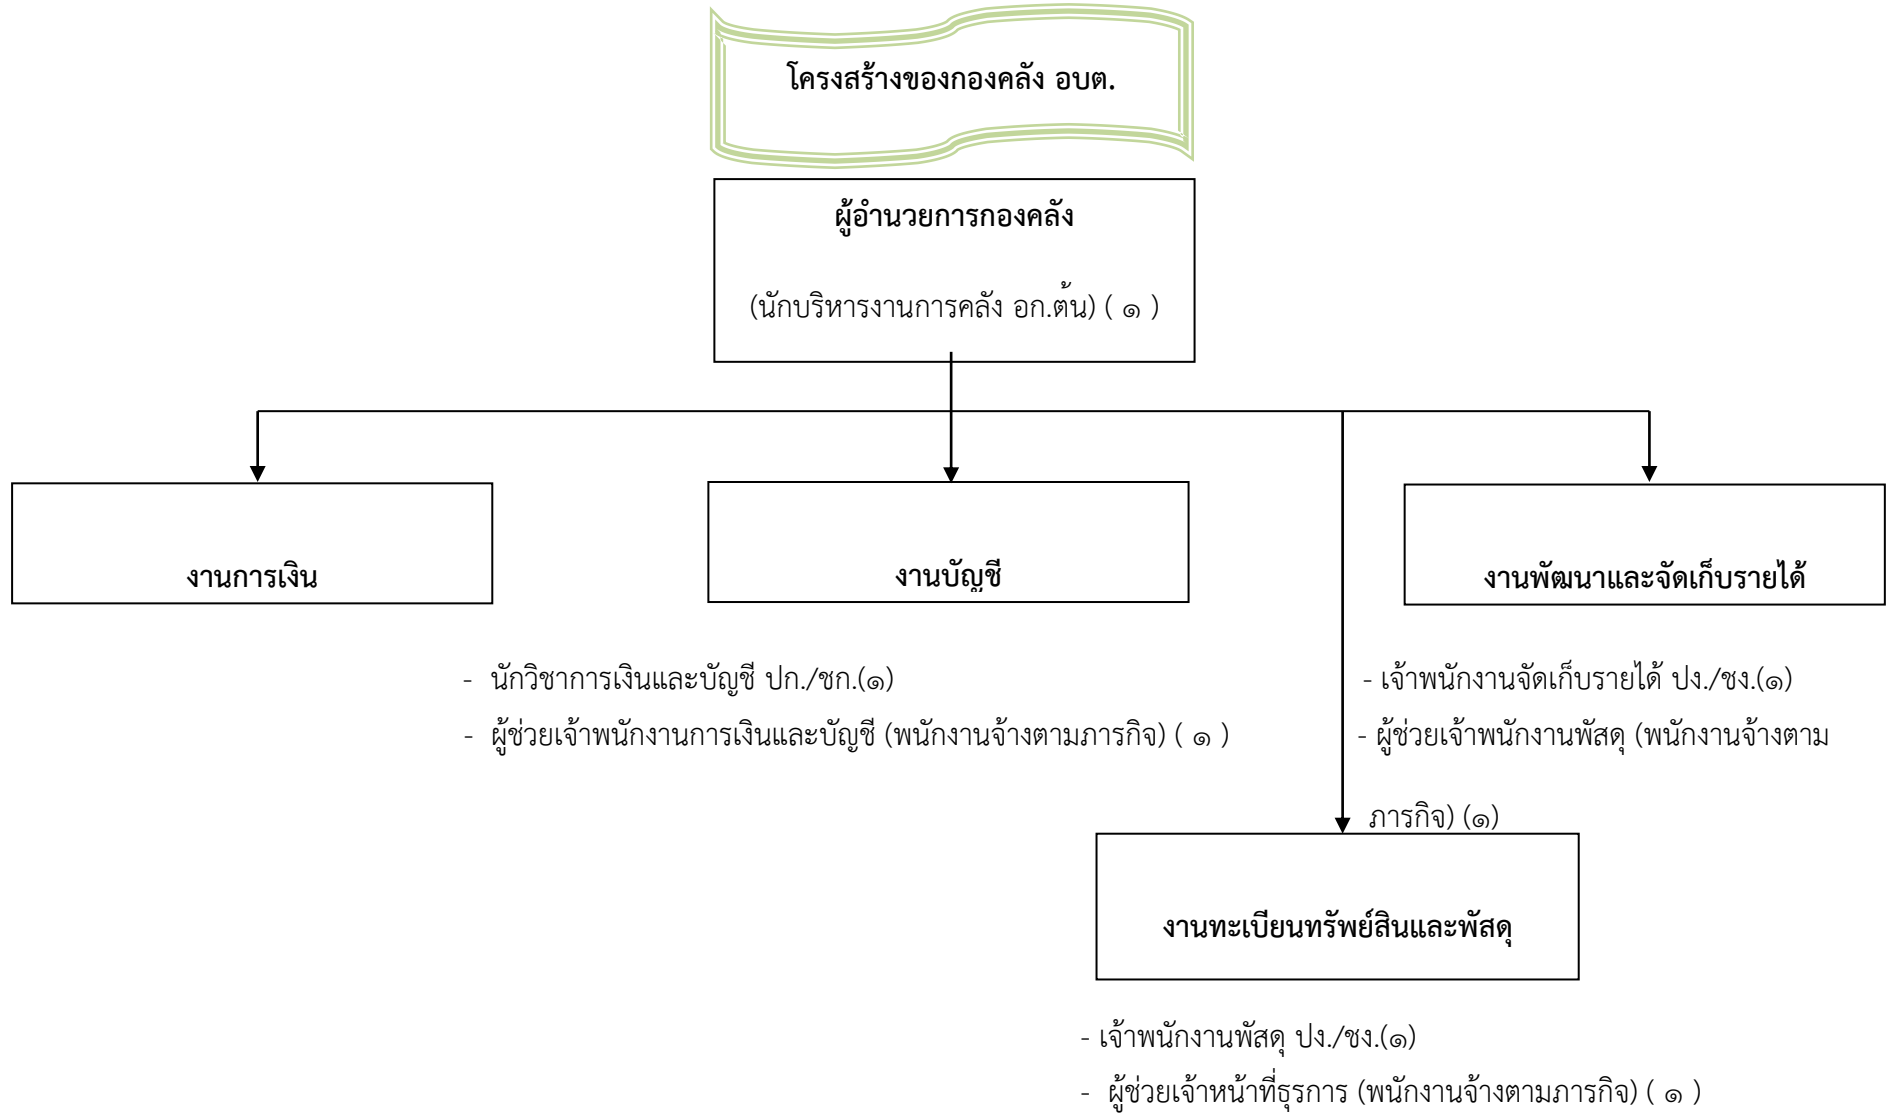 โครงสร้างของกองคลัง อบต.
ผู้อำนวยการกองคลัง
(นักบริหารงานการคลัง อก.ต้น) ( ๑ )
งานการเงิน
งานบัญชี
งานพัฒนาและจัดเก็บรายได้
- นักวิชาการเงินและบัญชี ปก./ชก.(๑)
- ผู้ช่วยเจ้าพนักงานการเงินและบัญชี (พนักงานจ้างตามภารกิจ) ( ๑ )
- เจ้าพนักงานจัดเก็บรายได้ ปง./ชง.(๑)
- ผู้ช่วยเจ้าพนักงานพัสดุ (พนักงานจ้างตาม
ภารกิจ) (๑)
งานทะเบียนทรัพย์สินและพัสดุ
- เจ้าพนักงานพัสดุ ปง./ชง.(๑)
- ผู้ช่วยเจ้าหน้าที่ธุรการ (พนักงานจ้างตามภารกิจ) ( ๑ )